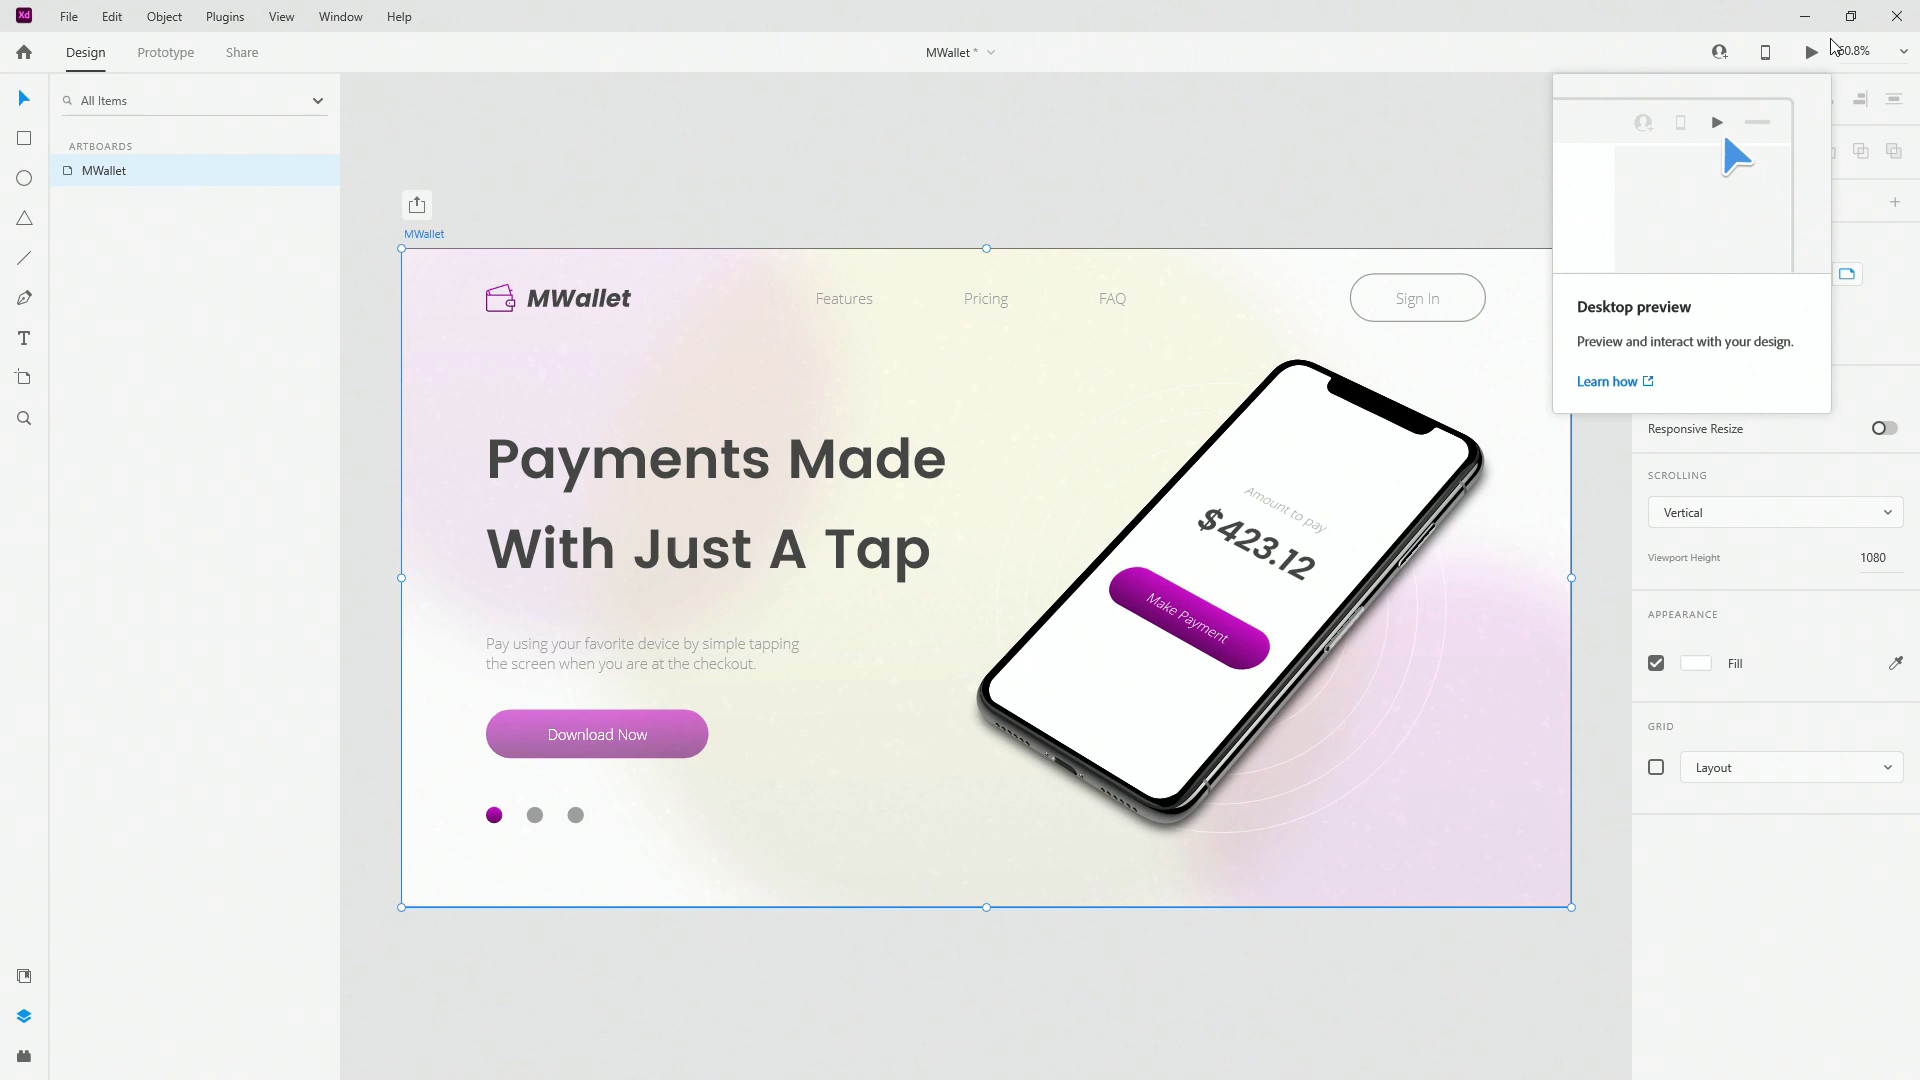 Xd File Edit Object Plugins View Window Help
Design Prototype Share MWallet * 60.8%
All Items
ARTBOARDS
MWallet
MWallet
MWallet Features Pricing FAQ Sign In
Payments Made
With Just A Tap
Pay using your favorite device by simple tapping
the screen when you are at the checkout.
Download Now
Amount to pay
$423.12
Make Payment
Desktop preview
Preview and interact with your design.
Learn how
Responsive Resize
SCROLLING
Vertical
Viewport Height 1080
APPEARANCE
Fill
GRID
Layout